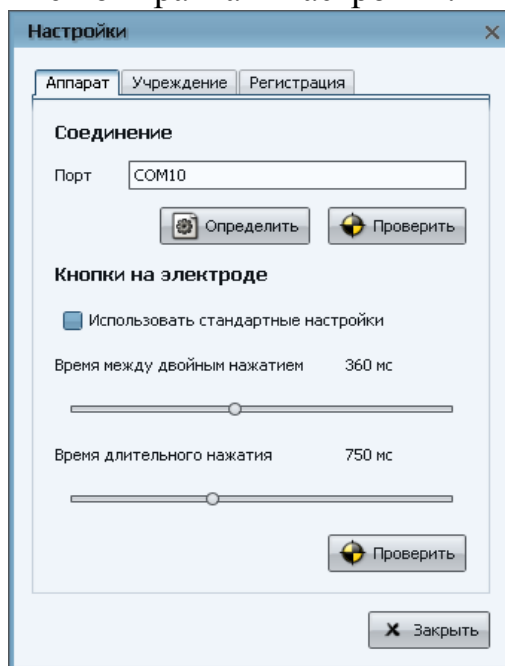 Настройки
Аппарат Учреждение Регистрация
Соединение
Порт COM10
Определить Проверить
Кнопки на электроде
Использовать стандартные настройки
Время между двойным нажатием 360 мс
Время длительного нажатия 750 мс
Проверить
Закрыть